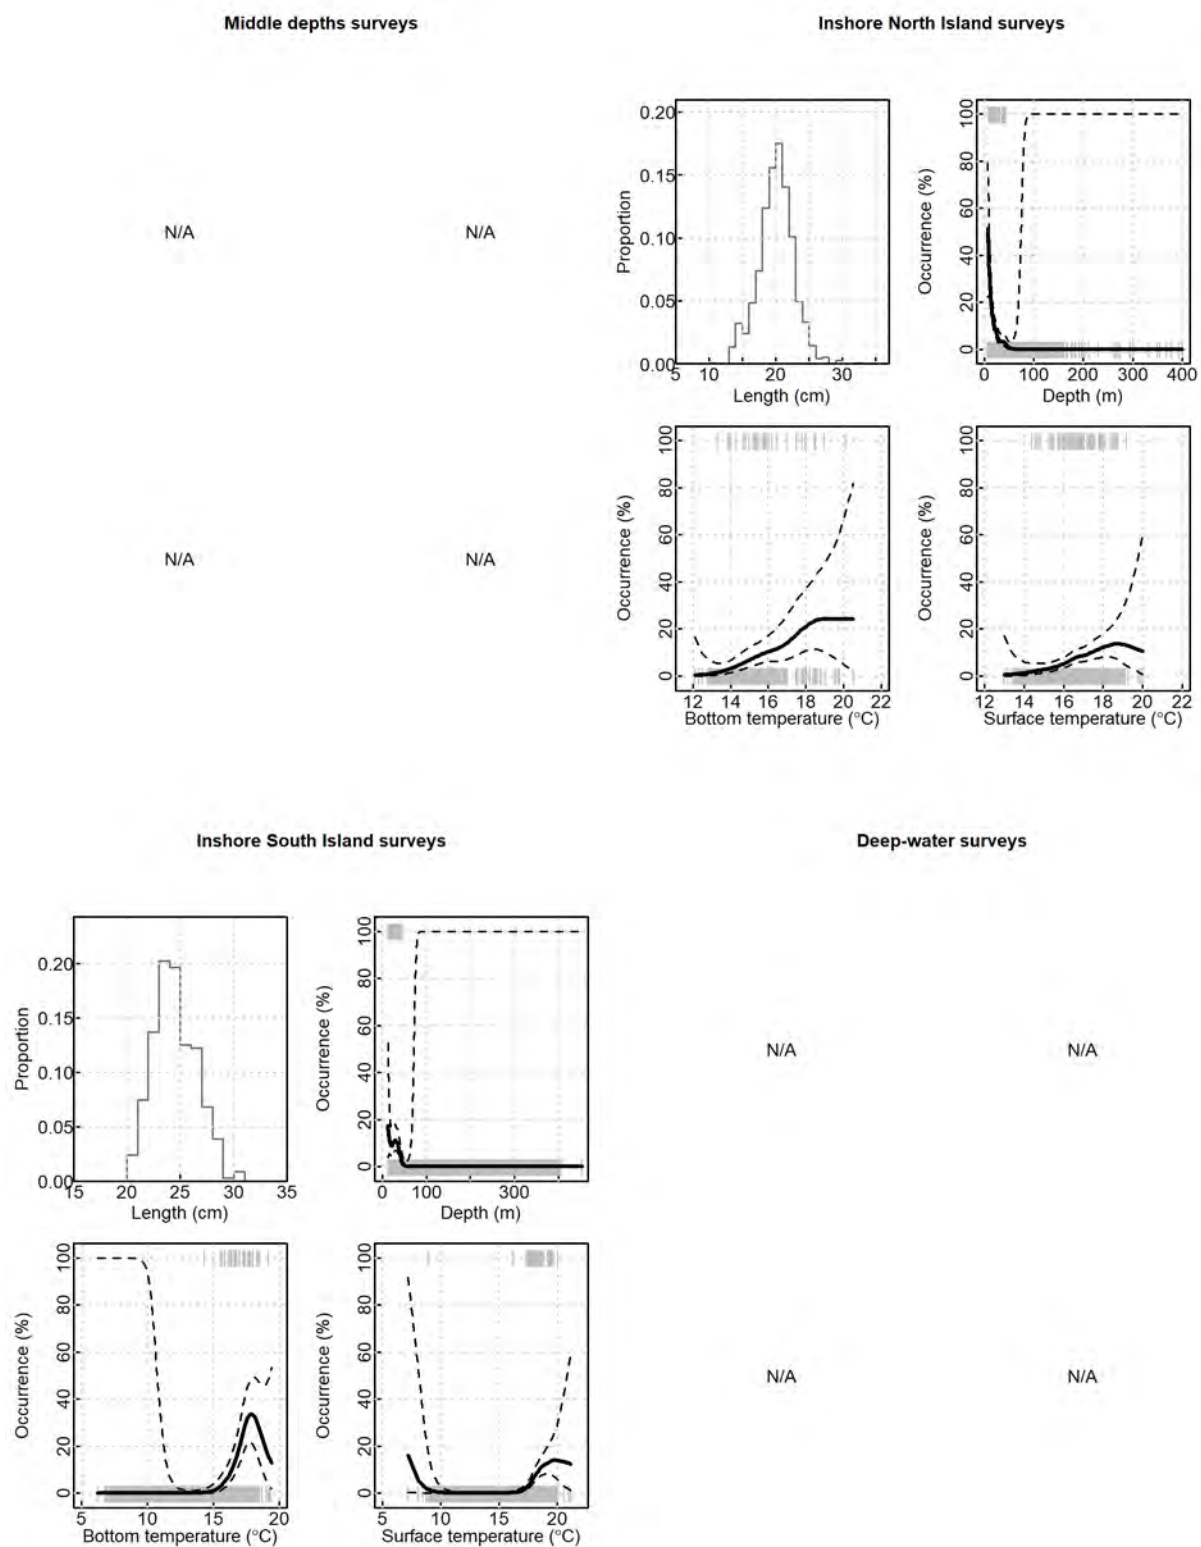 Middle depths surveys
Inshore North Island surveys
N/A
N/A
N/A
N/A
Proportion
0.20
0.15
0.10
0.05
0.00
5 10 20 30
Length (cm)
Occurrence (%)
100
80
60
40
20
0
0 100 200 300 400
Depth (m)
Occurrence (%)
100
80
60
40
20
0
12 14 16 18 20 22
Bottom temperature (°C)
Occurrence (%)
100
80
60
40
20
0
12 14 16 18 20 22
Surface temperature (°C)
Inshore South Island surveys
Deep-water surveys
Proportion
0.20
0.15
0.10
0.05
0.00
15 20 25 30 35
Length (cm)
Occurrence (%)
100
80
60
40
20
0
0 100 300
Depth (m)
Occurrence (%)
100
80
60
40
20
0
5 10 15 20
Bottom temperature (°C)
Occurrence (%)
100
80
60
40
20
0
5 10 15 20
Surface temperature (°C)
N/A
N/A
N/A
N/A